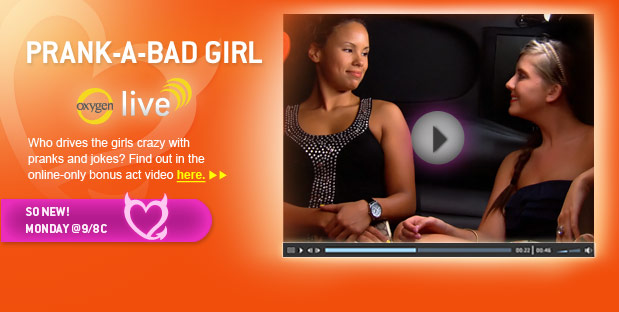 PRANK-A-BAD GIRL
oxygen live
Who drives the girls crazy with
pranks and jokes? Find out in the
online-only bonus act video here.
SO NEW!
MONDAY @9/8C
00:22 00:46